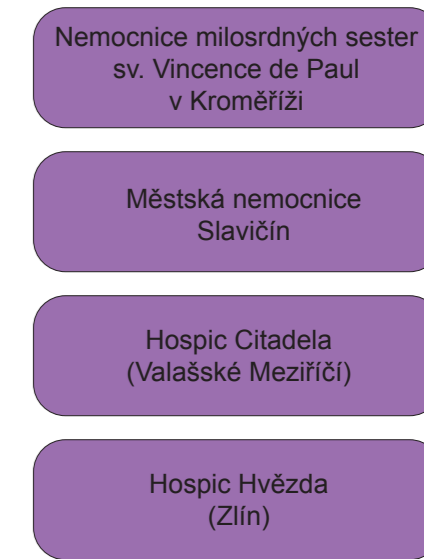 Nemocnice milosrdných sester
sv. Vincence de Paul
v Kroměříži
Městská nemocnice
Slavičín
Hospic Citadela
(Valašské Meziříčí)
Hospic Hvězda
(Zlín)